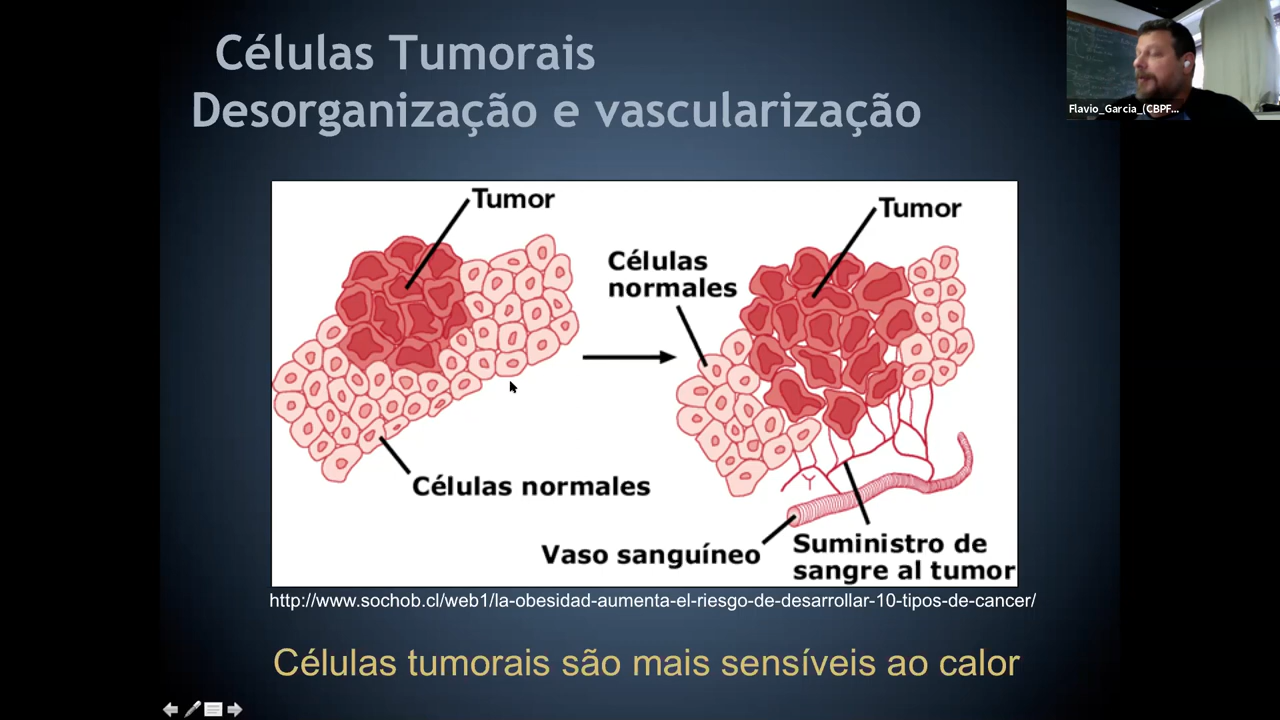 Células Tumorais
Desorganização e vascularização
Flavio_Garcia_(CBPF...
Tumor
Tumor
Células
normales
Células normales
Vaso sanguíneo
Suministro de
sangre al tumor
http://www.sochob.cl/web1/la-obesidad-aumenta-el-riesgo-de-desarrollar-10-tipos-de-cancer/
Células tumorais são mais sensíveis ao calor